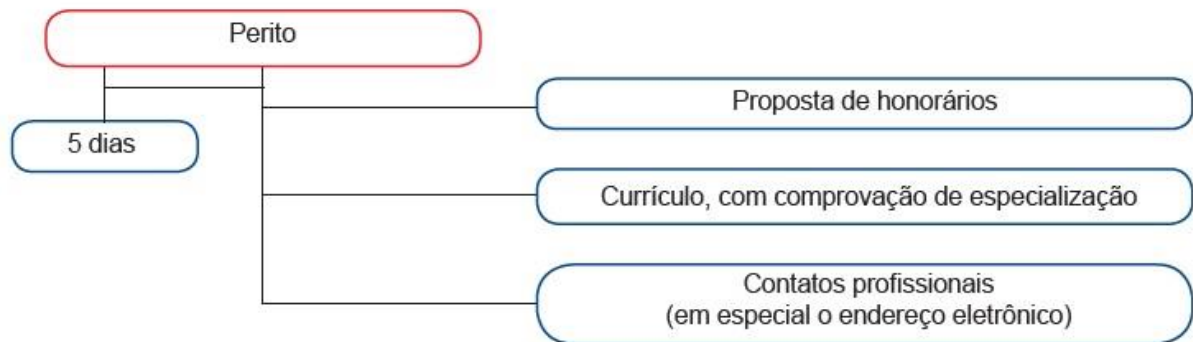 Perito
5 dias
Proposta de honorários
Currículo, com comprovação de especialização
Contatos profissionais
(em especial o endereço eletrônico)